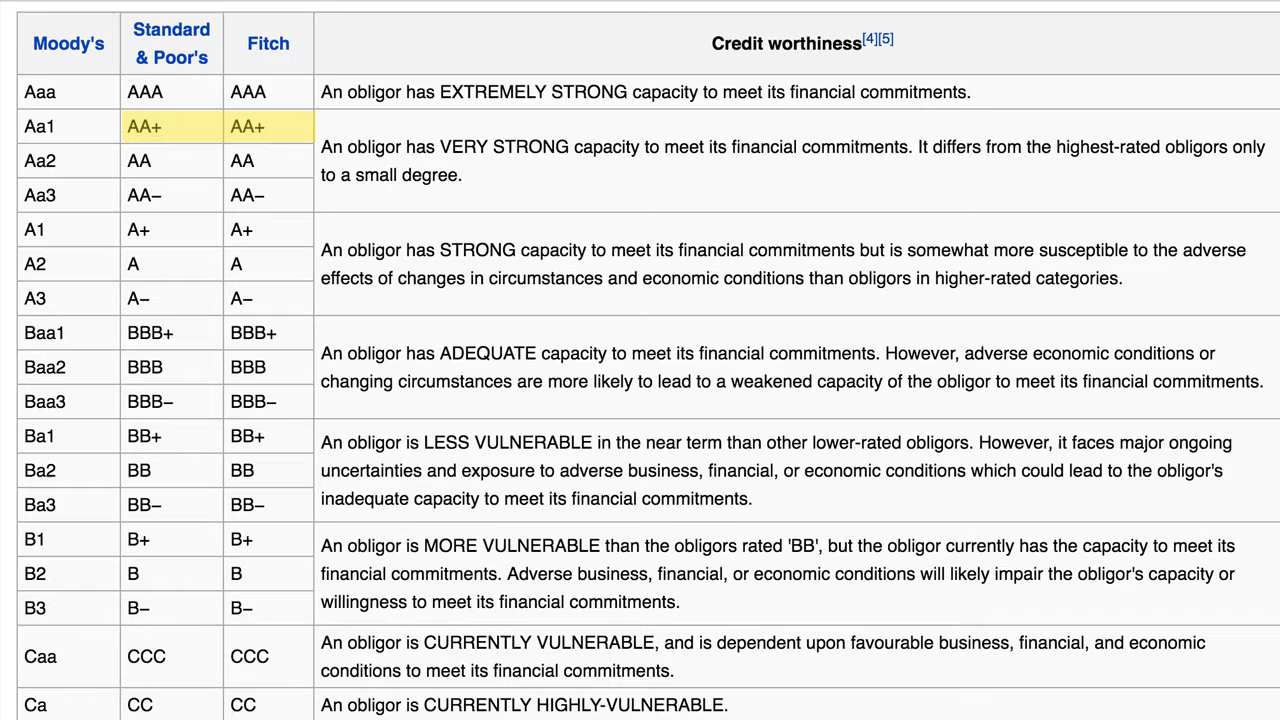 Moody's Standard & Poor's Fitch Credit worthiness[4][5]
Aaa AAA AAA An obligor has EXTREMELY STRONG capacity to meet its financial commitments.
Aa1 AA+ AA+
An obligor has VERY STRONG capacity to meet its financial commitments. It differs from the highest-rated obligors only
Aa2 AA AA
to a small degree.
Aa3 AA– AA–
A1 A+ A+
An obligor has STRONG capacity to meet its financial commitments but is somewhat more susceptible to the adverse
A2 A A
effects of changes in circumstances and economic conditions than obligors in higher-rated categories.
A3 A– A–
Baa1 BBB+ BBB+
An obligor has ADEQUATE capacity to meet its financial commitments. However, adverse economic conditions or
Baa2 BBB BBB
changing circumstances are more likely to lead to a weakened capacity of the obligor to meet its financial commitments.
Baa3 BBB– BBB–
Ba1 BB+ BB+
An obligor is LESS VULNERABLE in the near term than other lower-rated obligors. However, it faces major ongoing
Ba2 BB BB
uncertainties and exposure to adverse business, financial, or economic conditions which could lead to the obligor's
inadequate capacity to meet its financial commitments.
Ba3 BB– BB–
B1 B+ B+
An obligor is MORE VULNERABLE than the obligors rated 'BB', but the obligor currently has the capacity to meet its
B2 B B
financial commitments. Adverse business, financial, or economic conditions will likely impair the obligor's capacity or
willingness to meet its financial commitments.
B3 B– B–
An obligor is CURRENTLY VULNERABLE, and is dependent upon favourable business, financial, and economic
Caa CCC CCC
conditions to meet its financial commitments.
Ca CC CC An obligor is CURRENTLY HIGHLY-VULNERABLE.